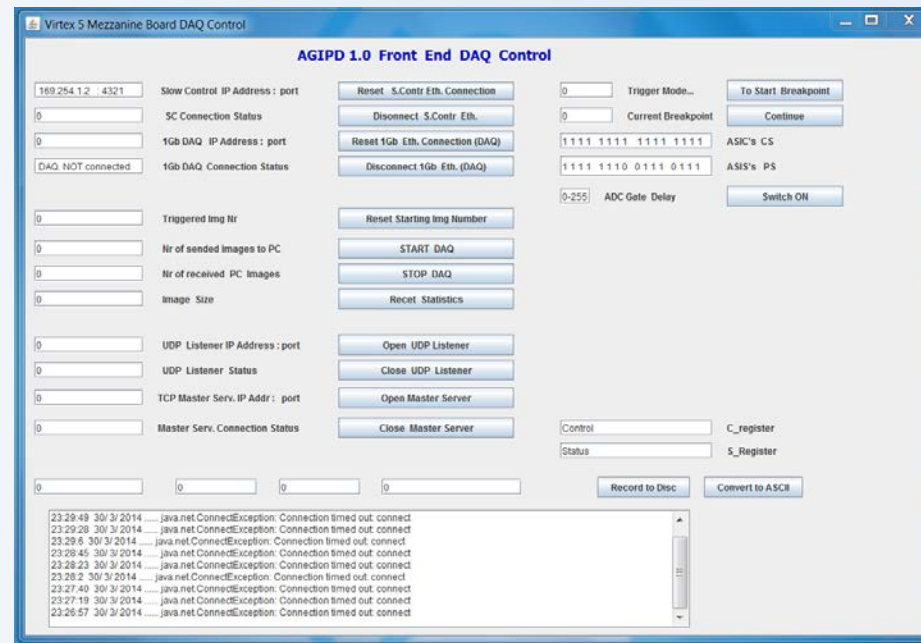 Virtex 5 Mezzanine Board DAQ Control
AGIPD 1.0 Front End DAQ Control
169.254.1.2 : 4321 Slow Control IP Address : port Reset S.Contr Eth. Connection 0 Trigger Mode... To Start Breakpoint
0 SC Connection Status Disonnect S.Contr Eth. 0 Current Breakpoint Continue
0 1Gb DAQ IP Address : port Reset 1Gb Eth. Connection (DAQ) 1111 1111 1111 1111 ASIC's CS
DAQ. NOT connected 1Gb DAQ Connection Status Disconnect 1Gb Eth. (DAQ) 1111 1110 0111 0111 ASIS's PS
0-255 ADC Gate Delay Switch ON
0 Triggered Img Nr Reset Starting Img Number
0 Nr of sended images to PC START DAQ
0 Nr of received PC Images STOP DAQ
0 Image Size Recet Statistics
0 UDP Listener IP Address : port Open UDP Listener
0 UDP Listener Status Close UDP Listener
0 TCP Master Serv. IP Addr : port Open Master Server
0 Master Serv. Connection Status Close Master Server Control C_register
Status S_Register
0 0 0 0 Record to Disc Convert to ASCII
23:29:49 30/ 3/ 2014 ...... java.net.ConnectException: Connection timed out: connect
23:29:28 30/ 3/ 2014 ...... java.net.ConnectException: Connection timed out: connect
23:29:6 30/ 3/ 2014 ...... java.net.ConnectException: Connection timed out: connect
23:28:45 30/ 3/ 2014 ...... java.net.ConnectException: Connection timed out: connect
23:28:23 30/ 3/ 2014 ...... java.net.ConnectException: Connection timed out: connect
23:28:2 30/ 3/ 2014 ...... java.net.ConnectException: Connection timed out: connect
23:27:40 30/ 3/ 2014 ...... java.net.ConnectException: Connection timed out: connect
23:27:19 30/ 3/ 2014 ...... java.net.ConnectException: Connection timed out: connect
23:26:57 30/ 3/ 2014 ...... java.net.ConnectException: Connection timed out: connect